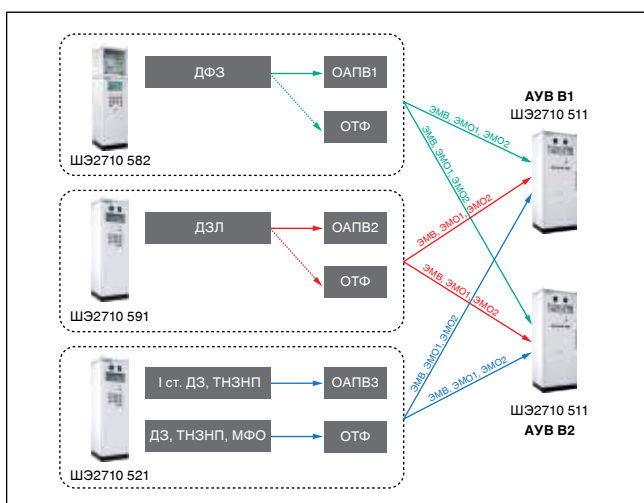 ДФЗ
ОАПВ1
ОТФ
ШЭ2710 582
ДЗЛ
ОАПВ2
ОТФ
ШЭ2710 591
I ст. ДЗ, ТНЗНП
ОАПВ3
ДЗ, ТНЗНП, МФО
ОТФ
ШЭ2710 521
ЭМВ, ЭМО1, ЭМО2
ЭМВ, ЭМО1, ЭМО2
ЭМВ, ЭМО1, ЭМО2
ЭМВ, ЭМО1, ЭМО2
ЭМВ, ЭМО1, ЭМО2
ЭМВ, ЭМО1, ЭМО2
АУВ В1
ШЭ2710 511
ШЭ2710 511
АУВ В2